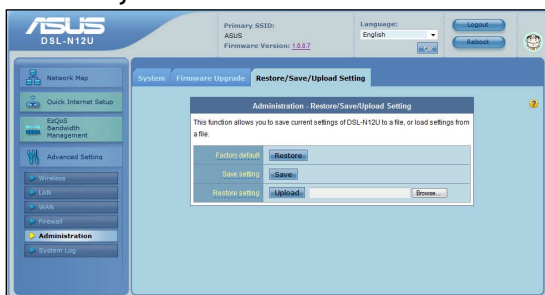 ASUS
DSL-N12U
Primary SSID:
ASUS
Firmware Version: 1.0.0.7
Language:
English
Logout
Reboot
Network Map
Quick Internet Setup
EzQoS
Bandwidth
Management
Advanced Setting
Wireless
LAN
WAN
Firewall
Administration
System Log
System Firmware Upgrade Restore/Save/Upload Setting
Administration - Restore/Save/Upload Setting
This function allows you to save current settings of DSL-N12U to a file, or load settings from
a file.
Factory default Restore
Save setting Save
Restore setting Upload Browse...